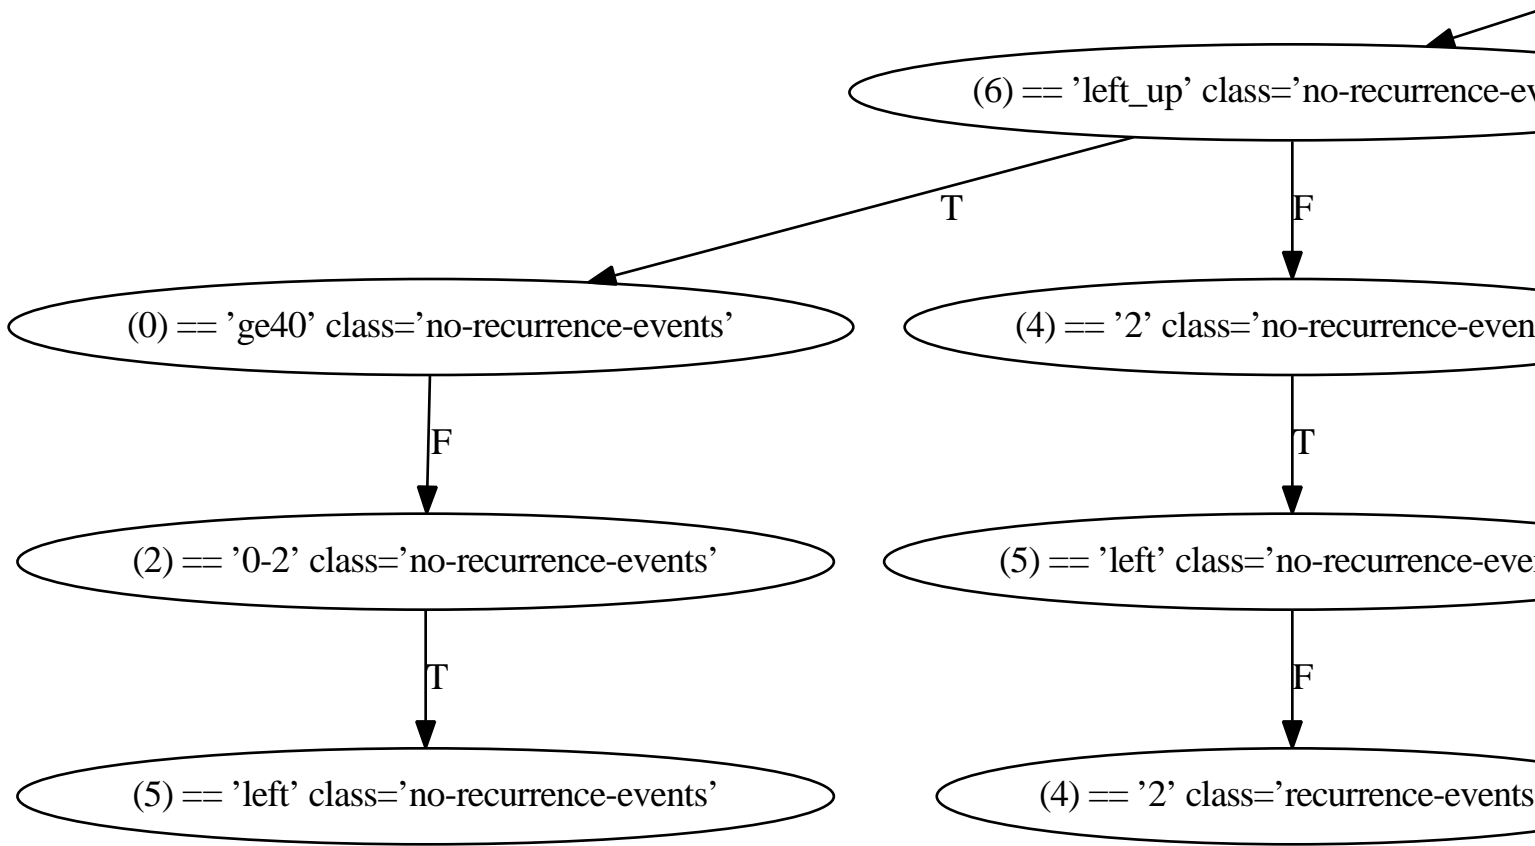 (6) == ’left_up’ class=’no-recurrence-ev
T
F
(0) == ’ge40’ class=’no-recurrence-events’
(4) == ’2’ class=’no-recurrence-even
F
T
(2) == ’0-2’ class=’no-recurrence-events’
(5) == ’left’ class=’no-recurrence-eve
T
F
(5) == ’left’ class=’no-recurrence-events’
(4) == ’2’ class=’recurrence-events